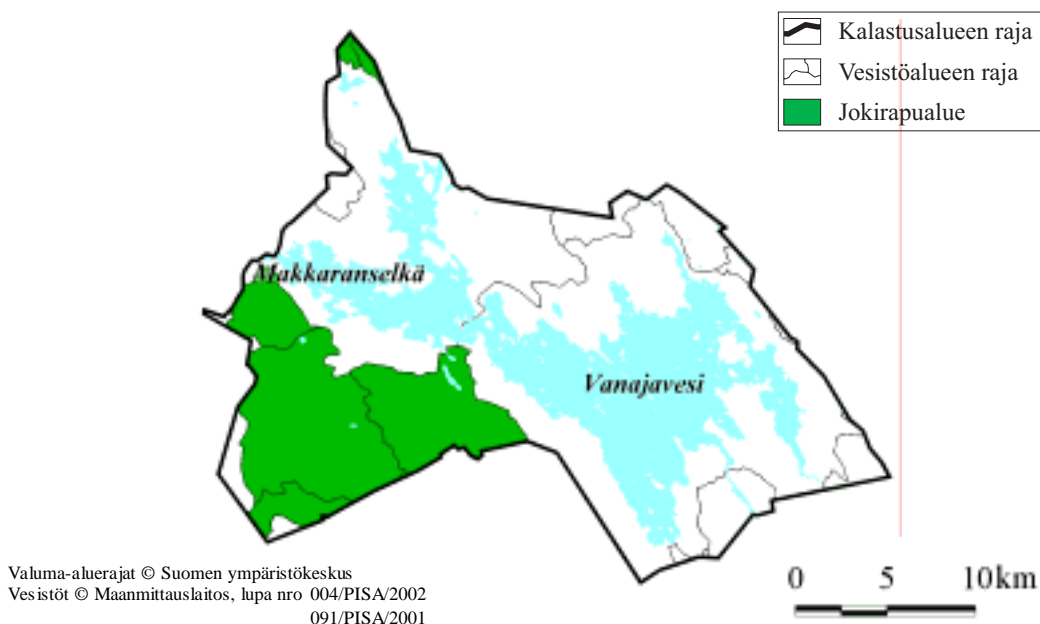 Kalastusalueen raja
Vesistöalueen raja
Jokirapualue
Makkaranselkä
Vanajavesi
Valuma-aluerajat © Suomen ympäristökeskus
Vesistöt © Maanmittauslaitos, lupa nro 004/PISA/2002
091/PISA/2001
0 5 10km